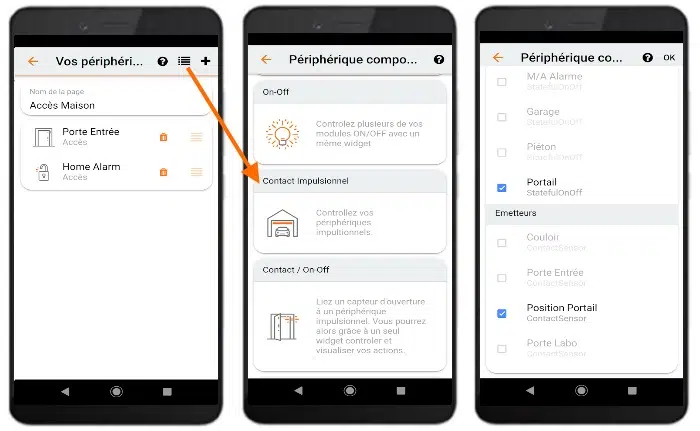 Vos périphéri...
Nom de la page
Accès Maison
Porte Entrée
Accès
Home Alarm
Accès
Périphérique compo...
On-Off
Controlez plusieurs de vos
modules ON/OFF avec un
même widget
Contact Impulsionnel
Controllez vos
périphériques
impultionnels.
Contact / On-Off
Liez un capteur d'ouverture
à un périphérique
impulsionnel. Vous pourrez
alors grâce à un seul
widget controler et
visualiser vos actions.
Périphérique co...
OK
M/A Alarme
StatefulOnOff
Garage
StatefulOnOff
Piéton
StatefulOnOff
Portail
StatefulOnOff
Emetteurs
Couloir
ContactSensor
Porte Entrée
ContactSensor
Position Portail
ContactSensor
Porte Labo
ContactSensor